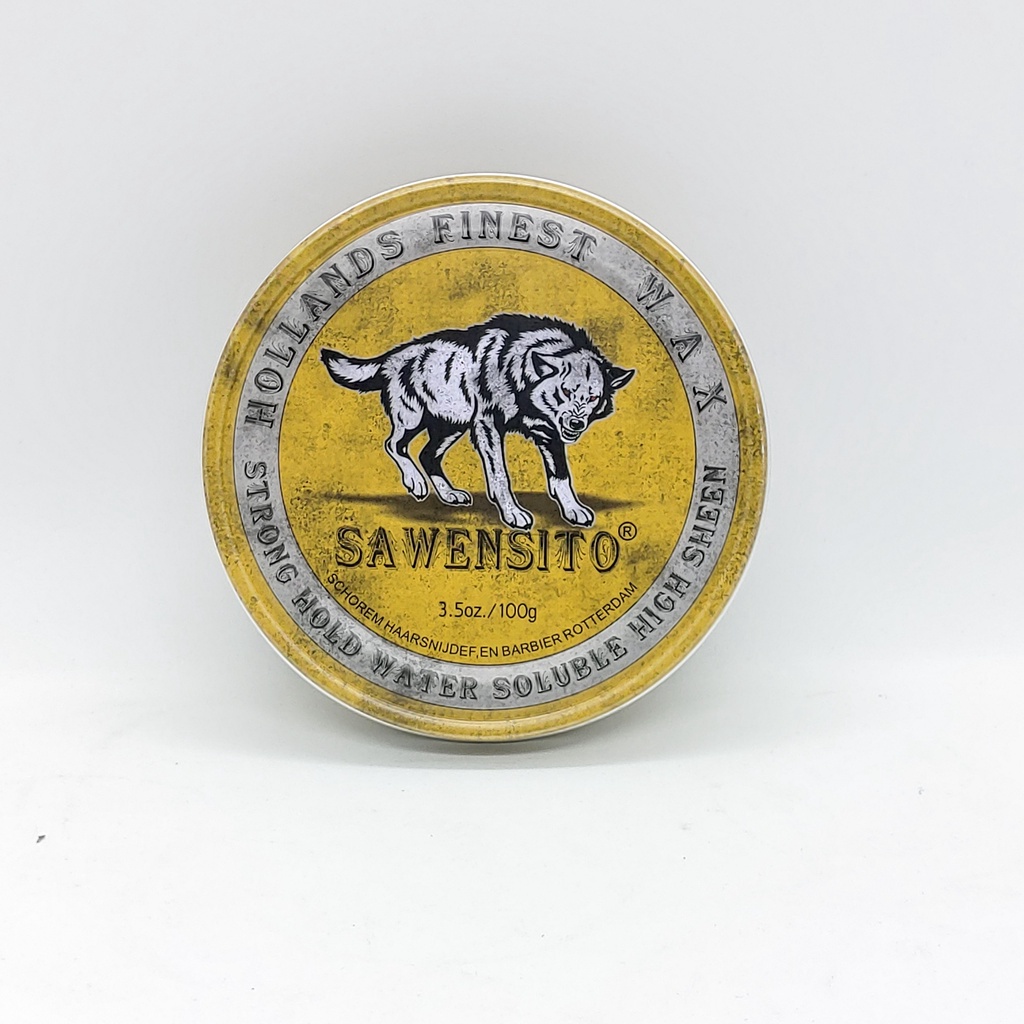 HOLLANDS FINEST WAX
SAWENSITO®
3.5oz./100g
SCHOREM HAARSNIJDEF,EN BARBIER ROTTERDAM
STRONG HOLD WATER SOLUBLE HIGH SHEEN